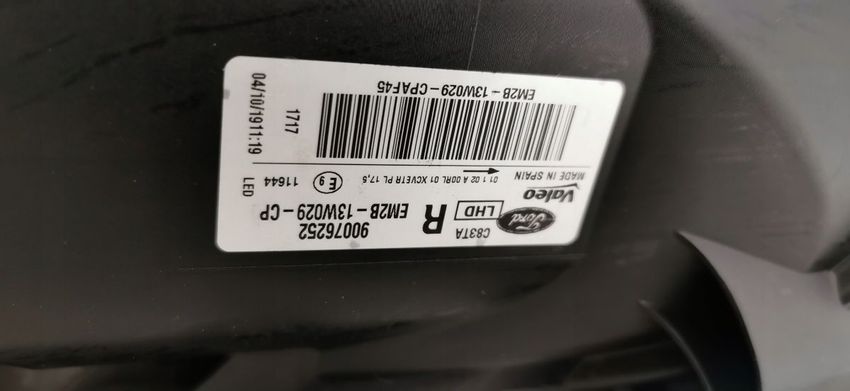 C83TA
90076252
Ford
LHD
R
EM2B-13W029-CP
Valeo
E9
11644
LED
MADE IN SPAIN
01 1 02 A 00RL 01 XCVETR PL 17,5
1717
04/10/19 11:19
EM2B-13W029-CPAF45